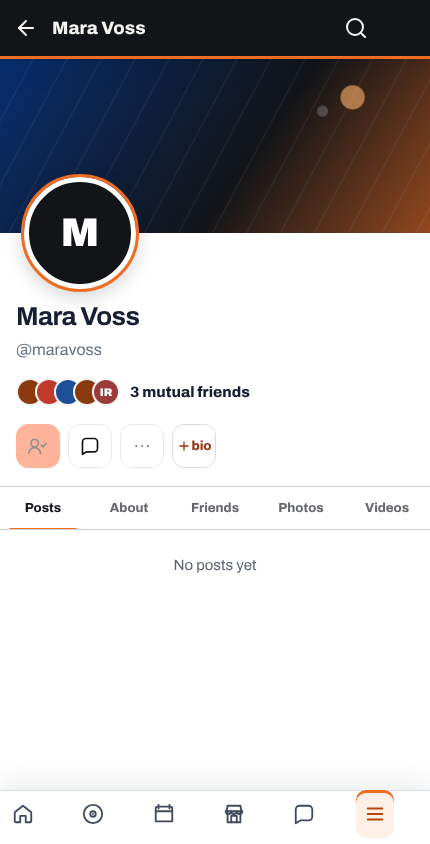 Mara Voss
M
Mara Voss
@maravoss
IR 3 mutual friends
··· +bio
Posts About Friends Photos Videos
No posts yet